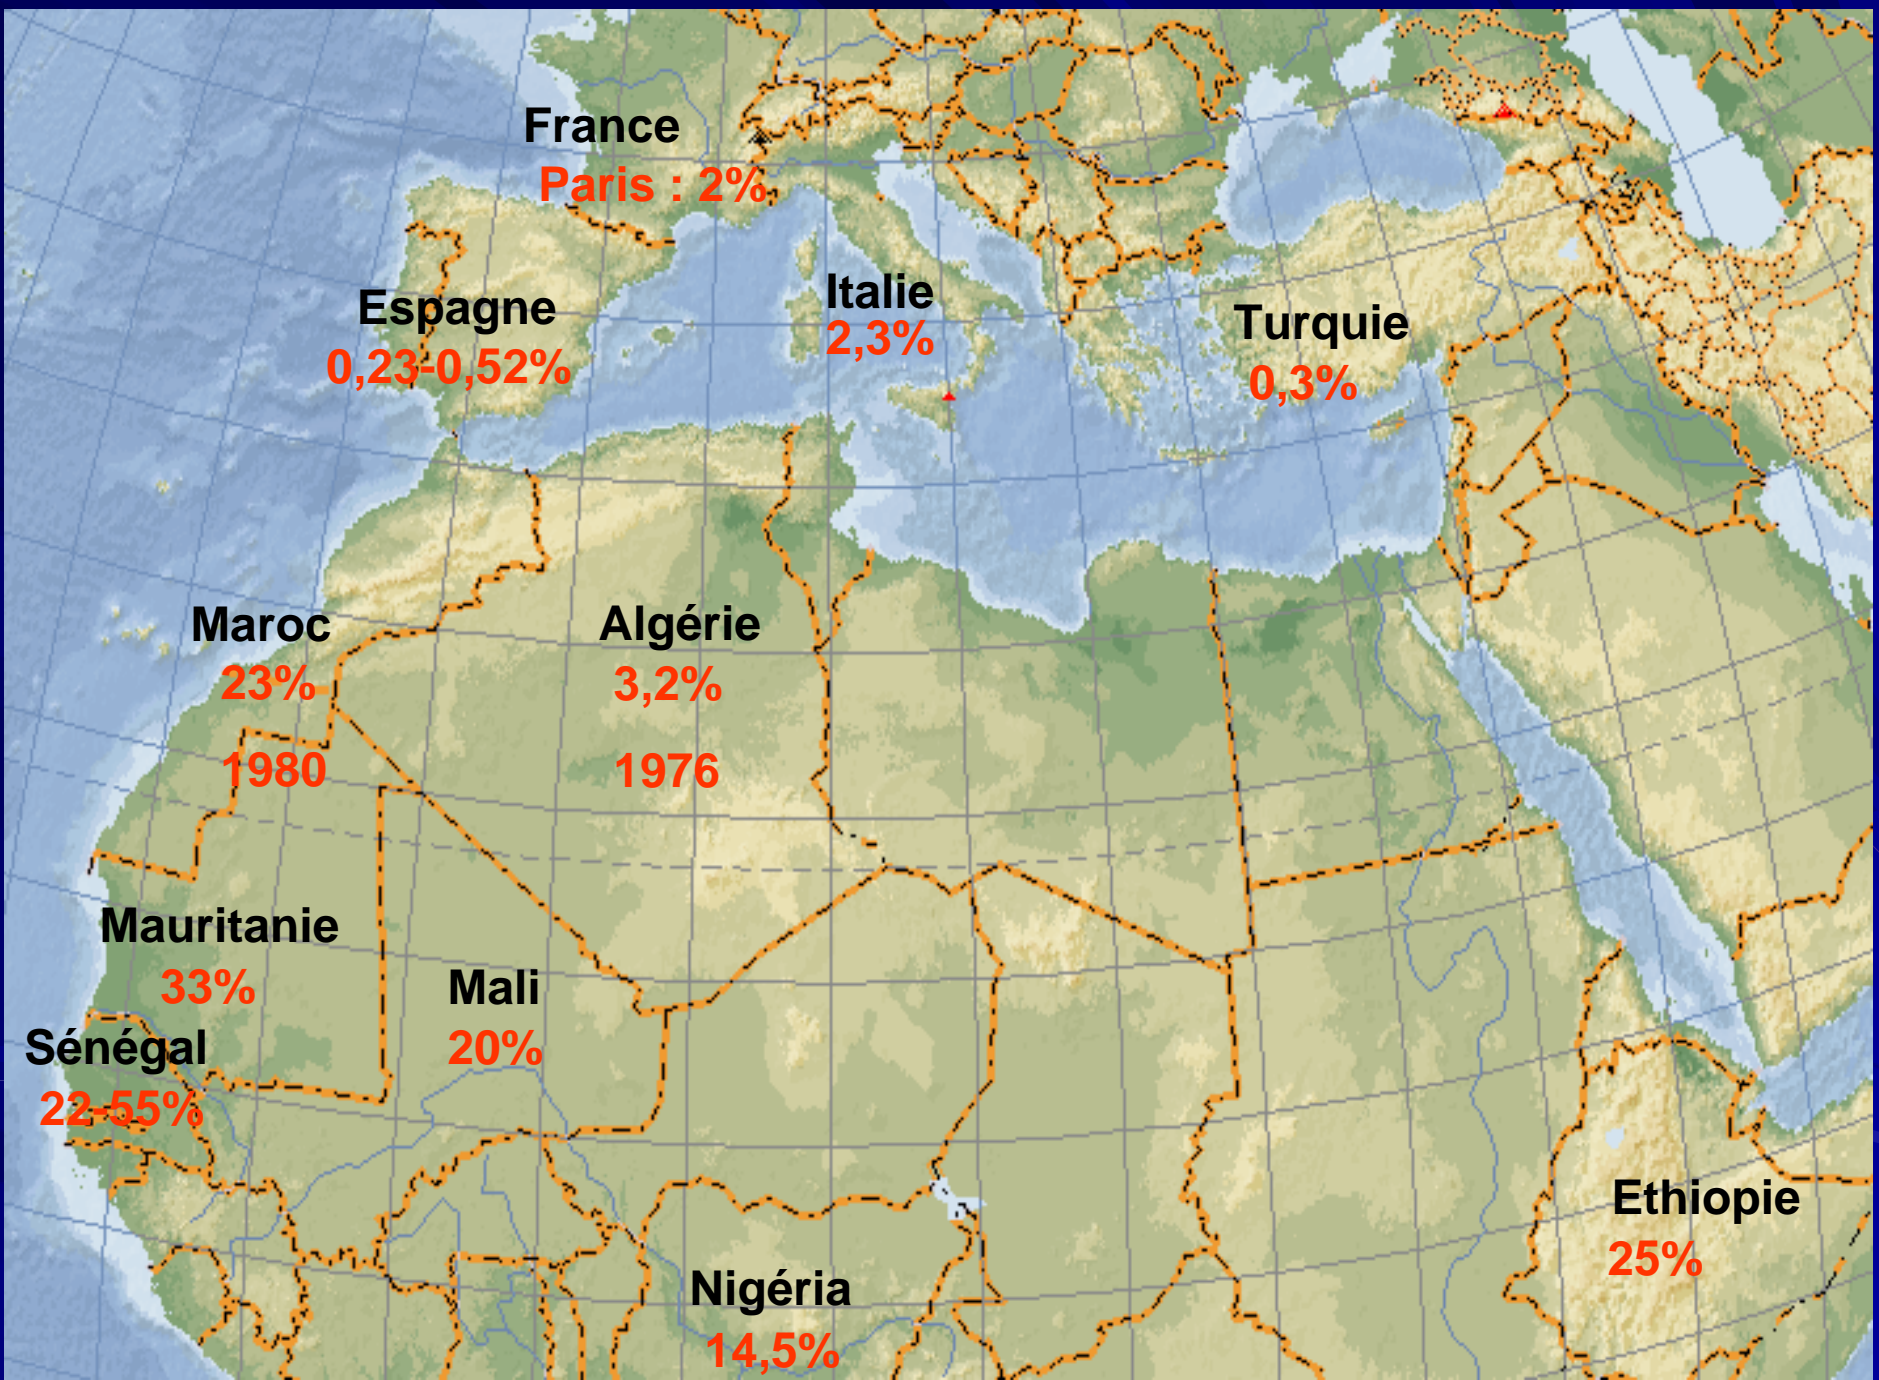 France
Paris : 2%
Espagne
0,23-0,52%
Italie
2,3%
Turquie
0,3%
Maroc
23%
1980
Algérie
3,2%
1976
Mauritanie
33%
Mali
20%
Sénégal
22-55%
Ethiopie
25%
Nigéria
14,5%